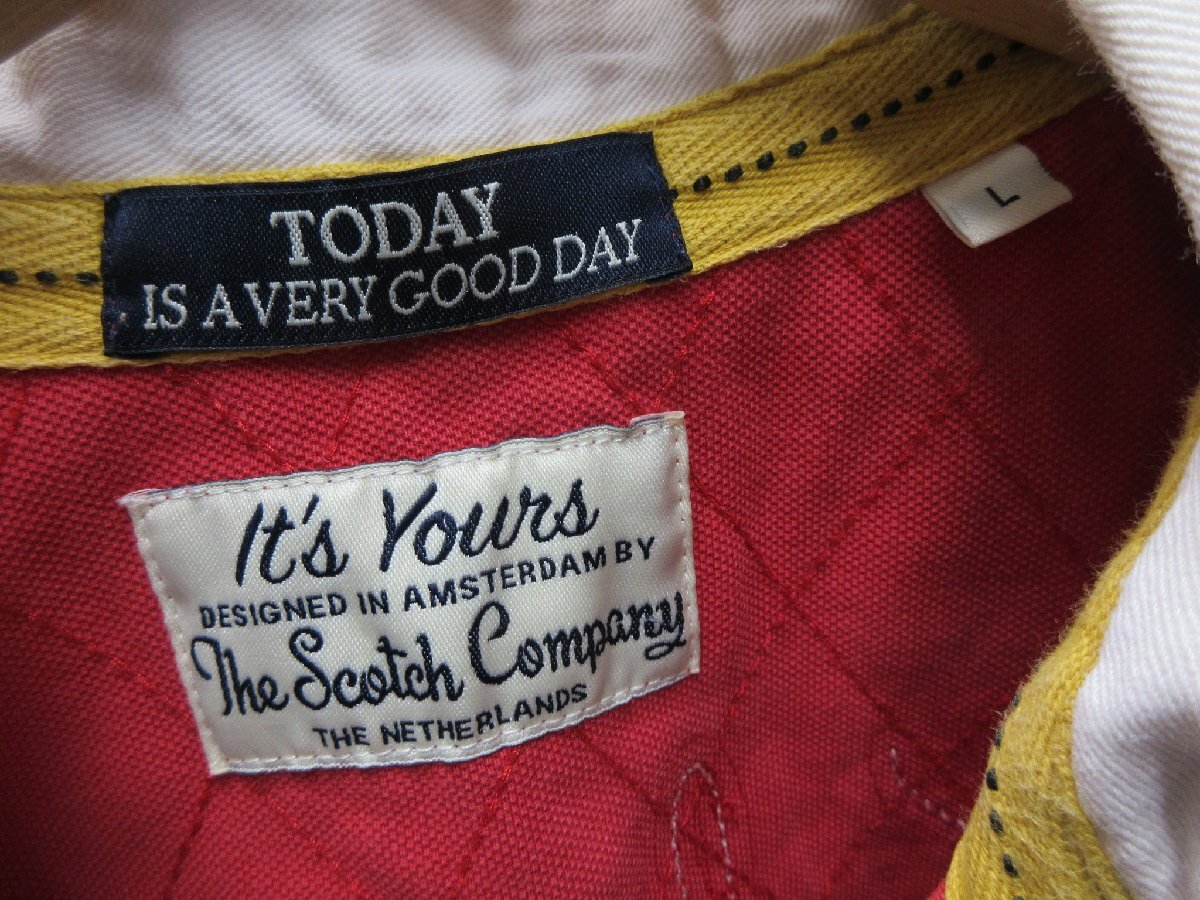 TODAY
IS A VERY GOOD DAY
L
It's Yours
DESIGNED IN AMSTERDAM BY
The Scotch Company
THE NETHERLANDS